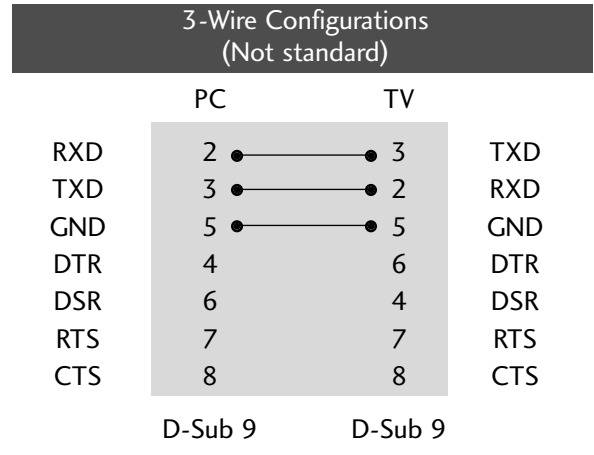 3-Wire Configurations
(Not standard)
PC TV
RXD 2 3 TXD
TXD 3 2 RXD
GND 5 5 GND
DTR 4 6 DTR
DSR 6 4 DSR
RTS 7 7 RTS
CTS 8 8 CTS
D-Sub 9 D-Sub 9